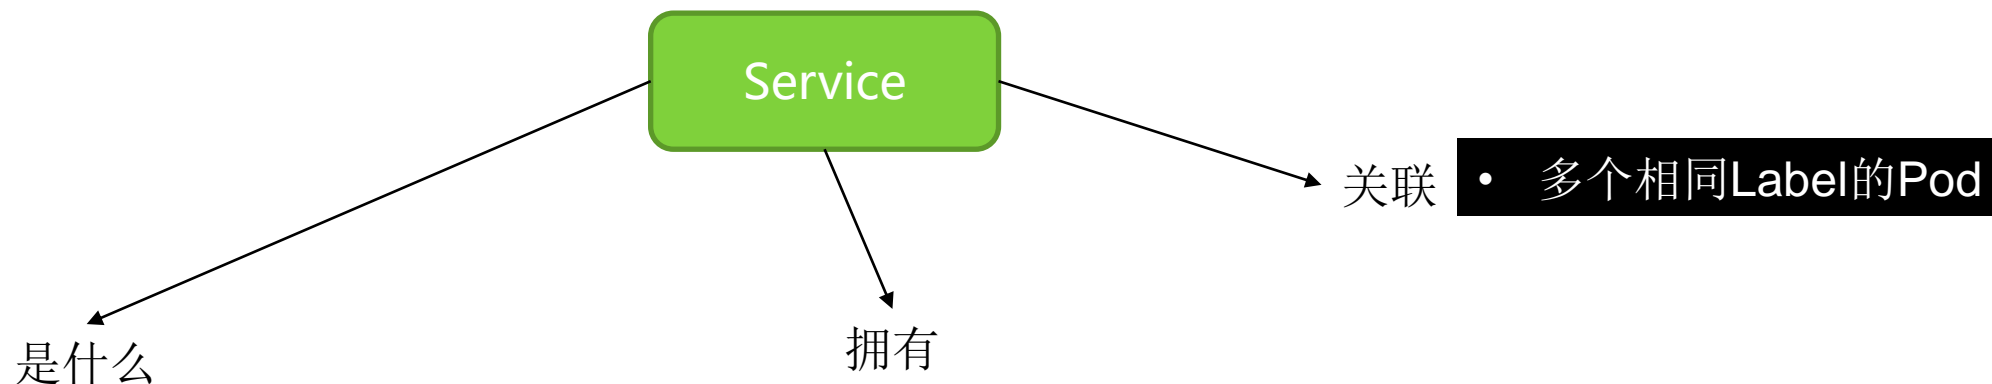 Service
关联
• 多个相同Label的Pod
拥有
是什么